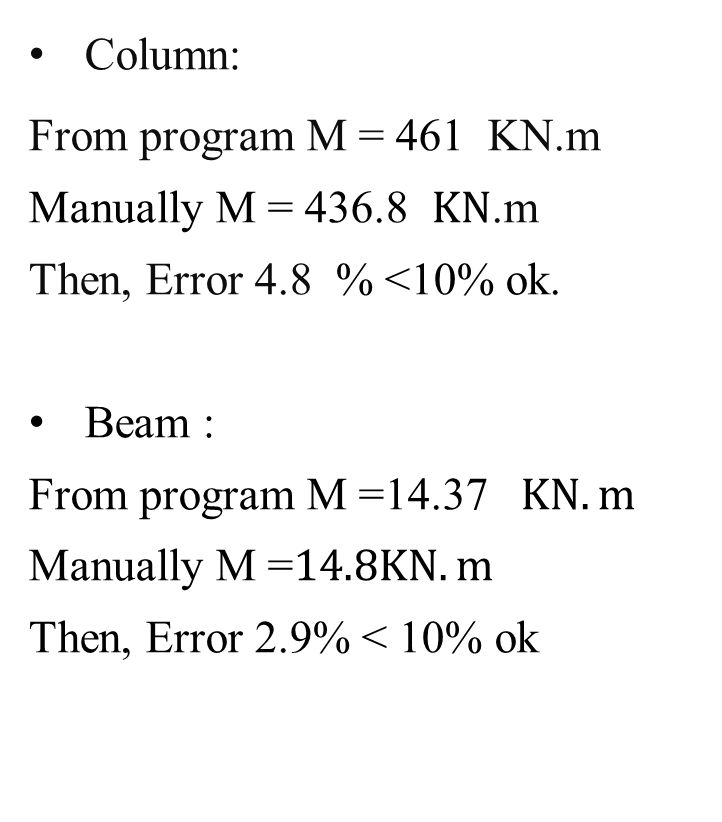 • Column:
From program M = 461 KN.m
Manually M = 436.8 KN.m
Then, Error 4.8 % <10% ok.
• Beam :
From program M =14.37 KN. m
Manually M =14.8KN. m
Then, Error 2.9% < 10% ok